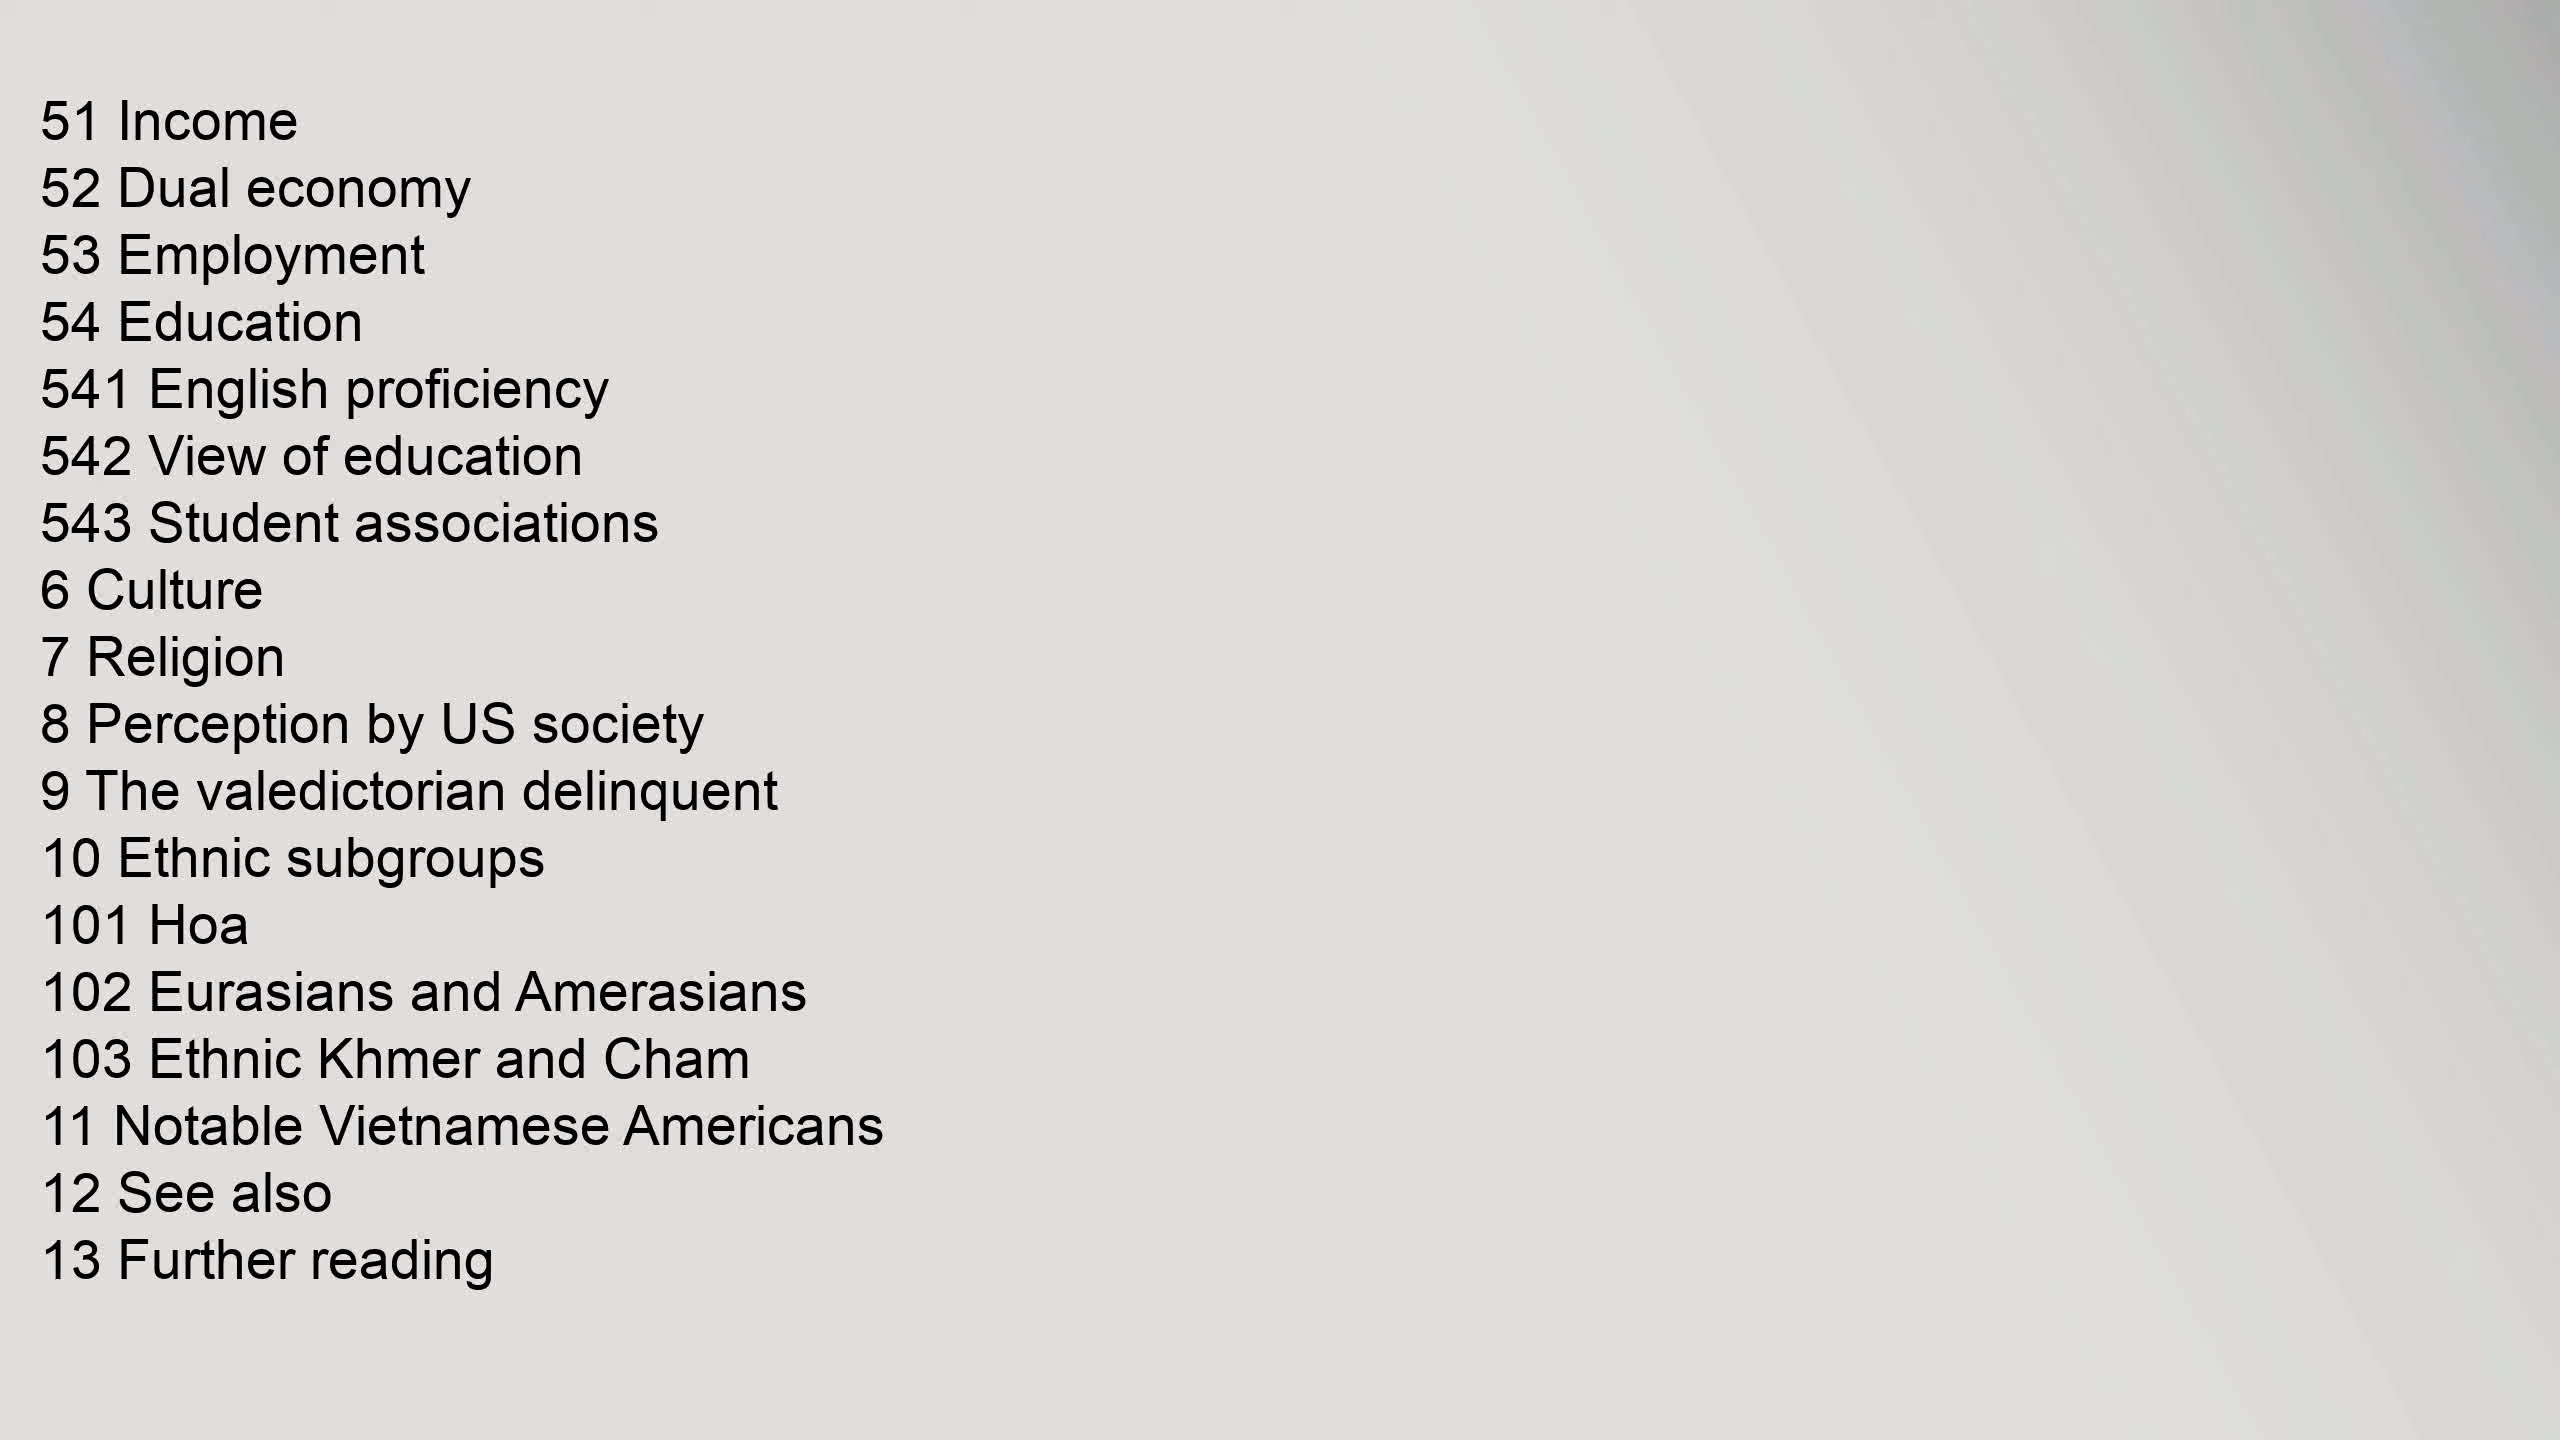 51 Income
52 Dual economy
53 Employment
54 Education
541 English proficiency
542 View of education
543 Student associations
6 Culture
7 Religion
8 Perception by US society
9 The valedictorian delinquent
10 Ethnic subgroups
101 Hoa
102 Eurasians and Amerasians
103 Ethnic Khmer and Cham
11 Notable Vietnamese Americans
12 See also
13 Further reading